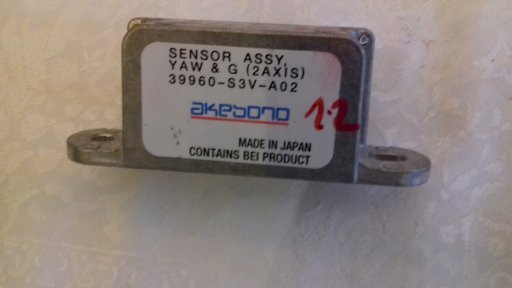 SENSOR ASSY,
YAW & G (2AXIS)
39960-S3V-A02
akebono
1.2
MADE IN JAPAN
CONTAINS BEI PRODUCT